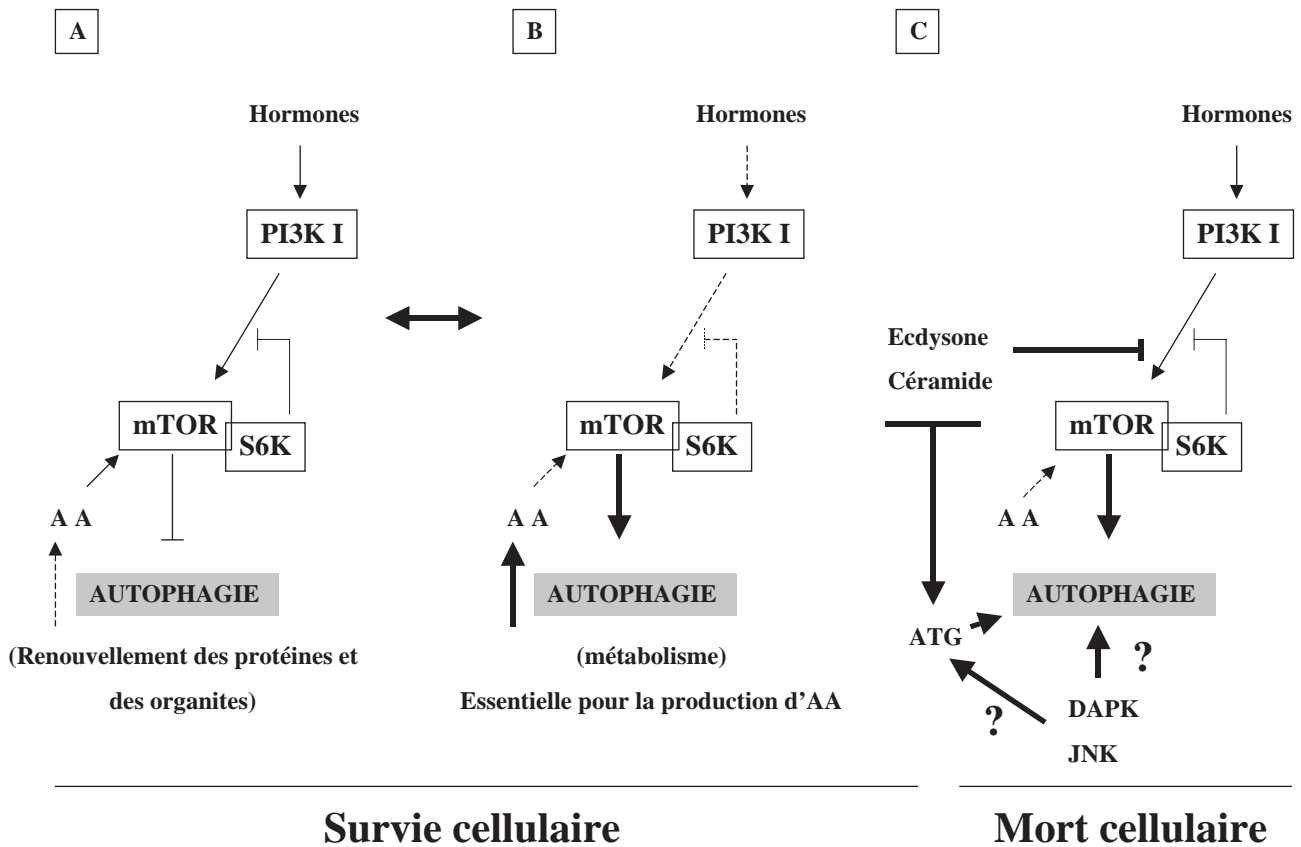 A
Hormones
PI3K I
mTOR
S6K
A A
AUTOPHAGIE
(Renouvellement des protéines et
des organites)
B
Hormones
PI3K I
mTOR
S6K
A A
AUTOPHAGIE
(métabolisme)
Essentielle pour la production d’AA
Survie cellulaire
C
Hormones
PI3K I
Ecdysone
Céramide
mTOR
S6K
A A
AUTOPHAGIE
ATG
?
?
DAPK
JNK
Mort cellulaire